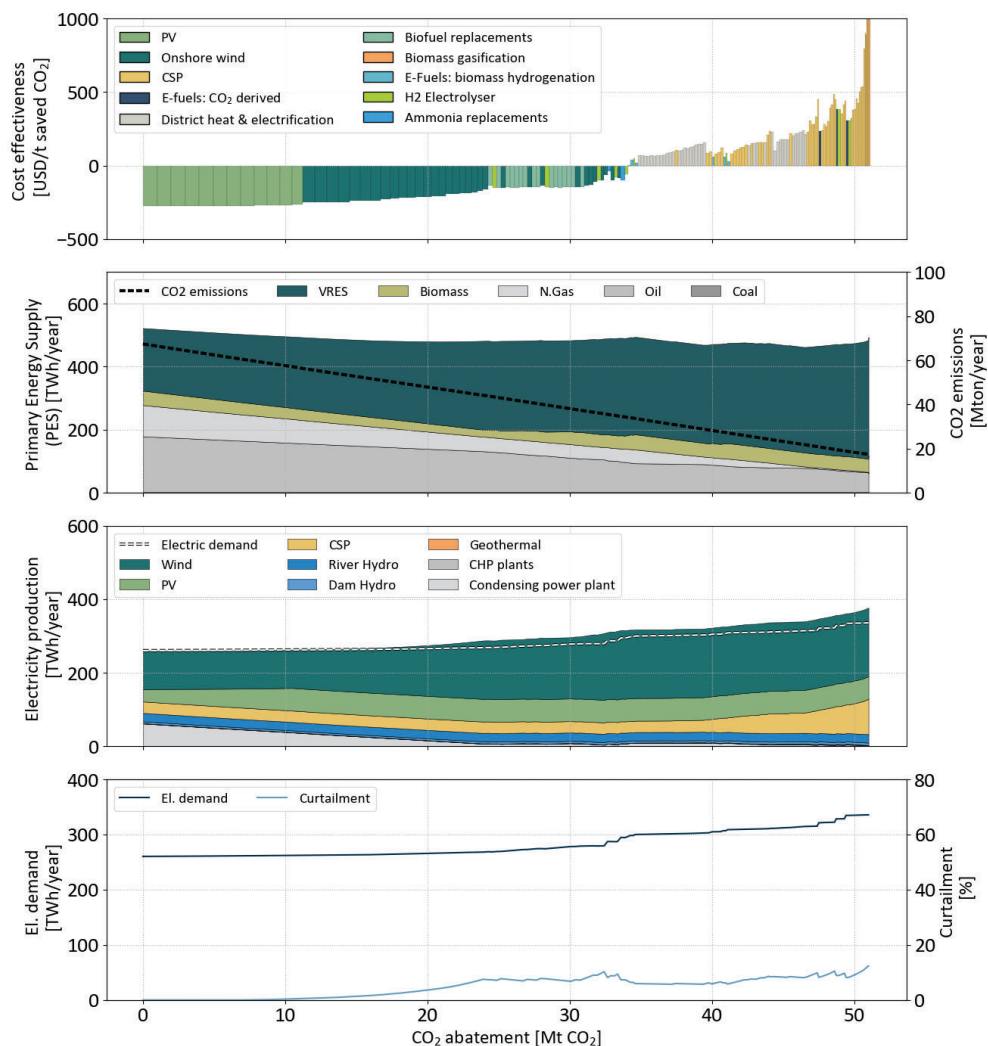 Cost effectiveness
[USD/t saved CO₂]
1000
500
0
−500
PV
Onshore wind
CSP
E-fuels: CO₂ derived
District heat & electrification
Biofuel replacements
Biomass gasification
E-Fuels: biomass hydrogenation
H2 Electrolyser
Ammonia replacements
Primary Energy Supply
(PES) [TWh/year]
600
400
200
0
CO2 emissions
VRES
Biomass
N.Gas
Oil
Coal
100
80
60
40
20
0
CO2 emissions
[Mton/year]
Electricity production
[TWh/year]
600
400
200
0
Electric demand
Wind
PV
CSP
River Hydro
Dam Hydro
Geothermal
CHP plants
Condensing power plant
El. demand
[TWh/year]
400
300
200
100
0
El. demand
Curtailment
80
60
40
20
0
Curtailment
[%]
0 10 20 30 40 50
CO₂ abatement [Mt CO₂]